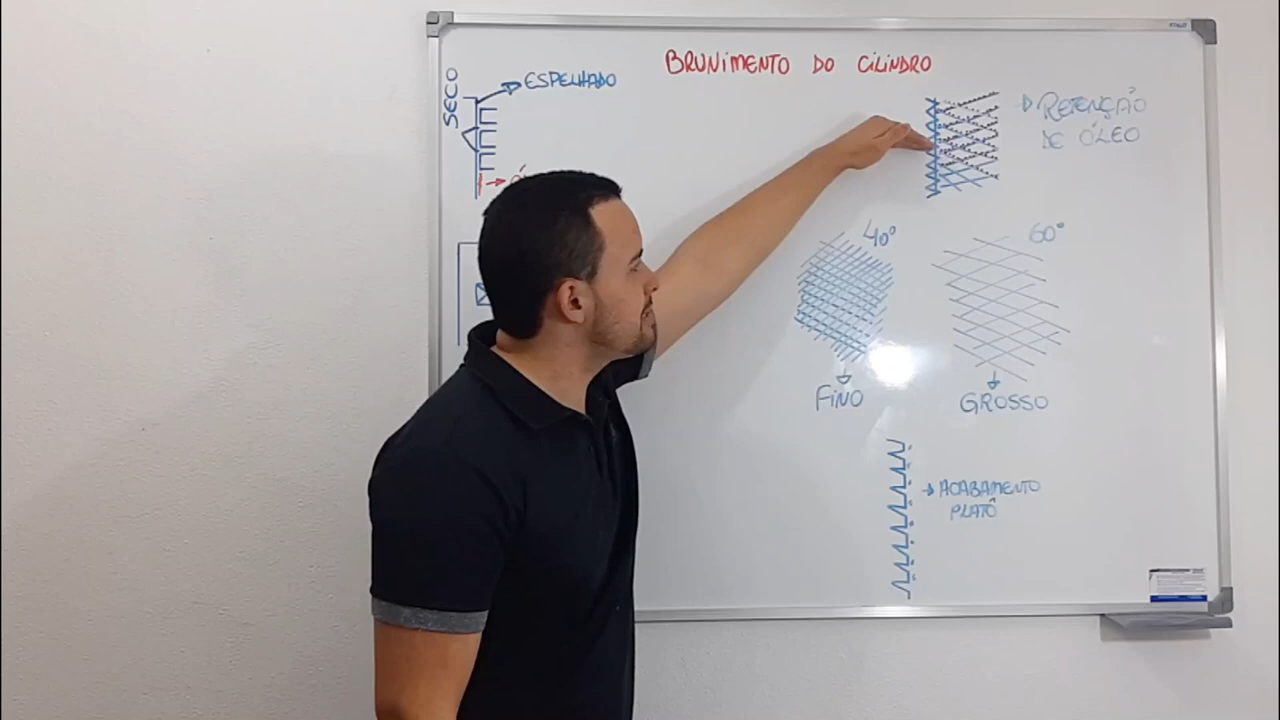 BRUNIMENTO DO CILINDRO
SECO
ESPELHADO
RETENÇÃO
DE ÓLEO
40°
60°
FINO
GROSSO
ACABAMENTO
PLATÔ